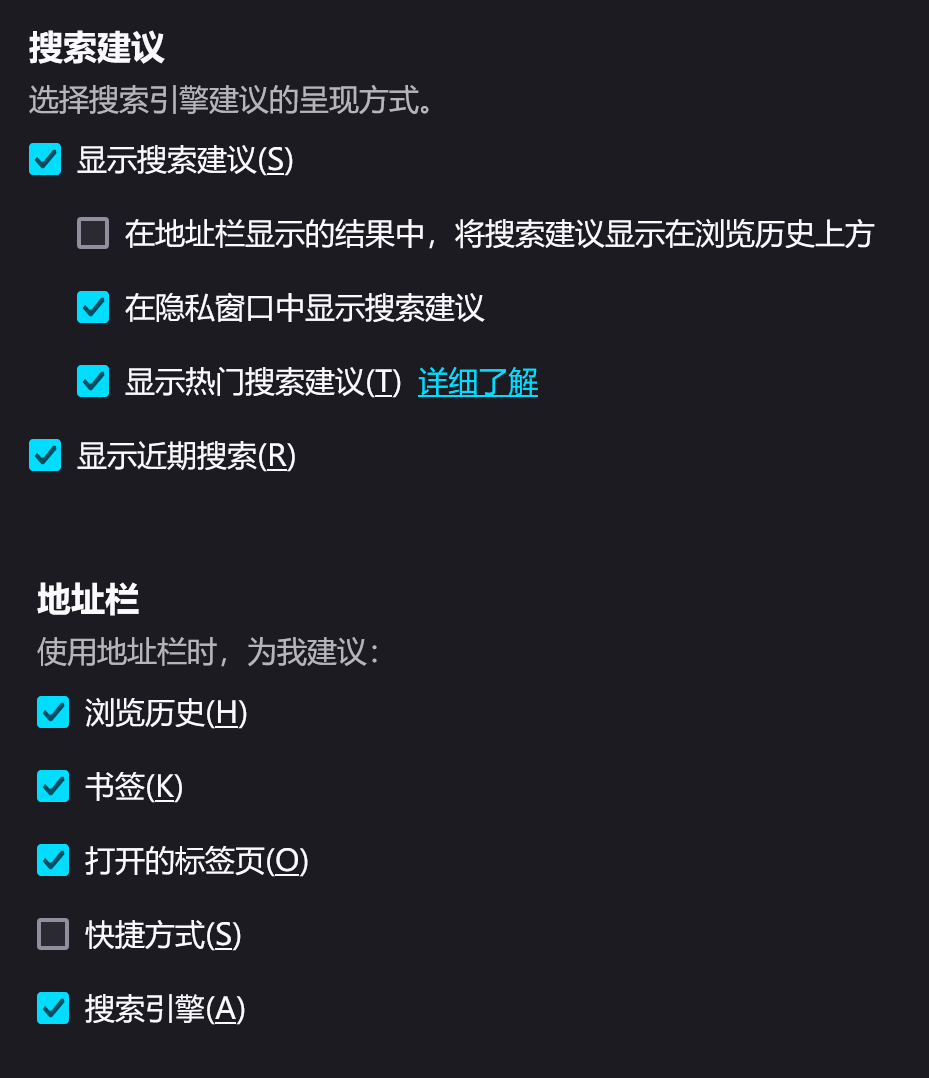 搜索建议
选择搜索引擎建议的呈现方式。
显示搜索建议(S)
在地址栏显示的结果中，将搜索建议显示在浏览历史上方
在隐私窗口中显示搜索建议
显示热门搜索建议(T) 详细了解
显示近期搜索(R)
地址栏
使用地址栏时，为我建议：
浏览历史(H)
书签(K)
打开的标签页(O)
快捷方式(S)
搜索引擎(A)